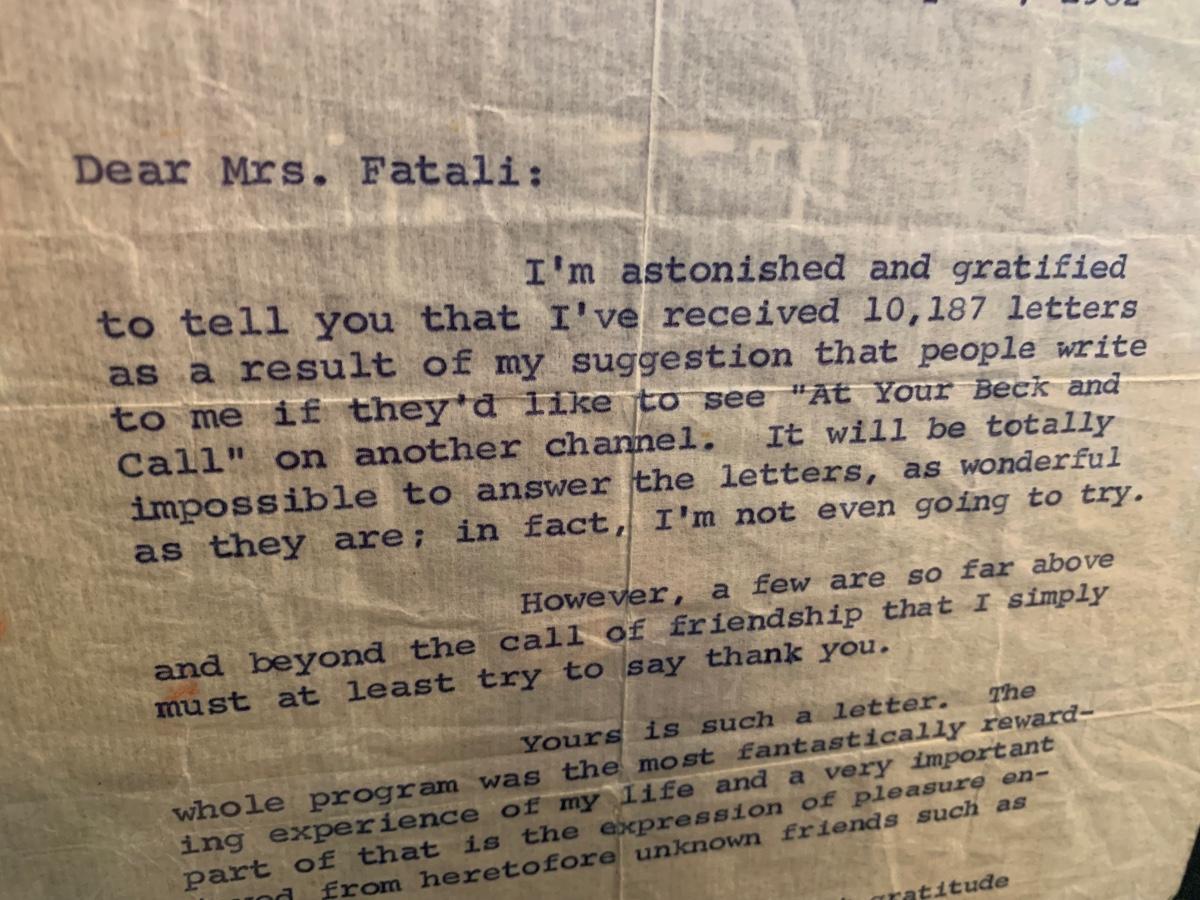 Dear Mrs. Fatali:
I'm astonished and gratified
to tell you that I've received 10,187 letters
as a result of my suggestion that people write
to me if they'd like to see "At Your Beck and
Call" on another channel. It will be totally
impossible to answer the letters, as wonderful
as they are; in fact, I'm not even going to try.
However, a few are so far above
and beyond the call of friendship that I simply
must at least try to say thank you.
Yours is such a letter. The
whole program was the most fantastically reward-
ing experience of my life and a very important
part of that is the expression of pleasure en-
from heretofore unknown friends such as
gratitude